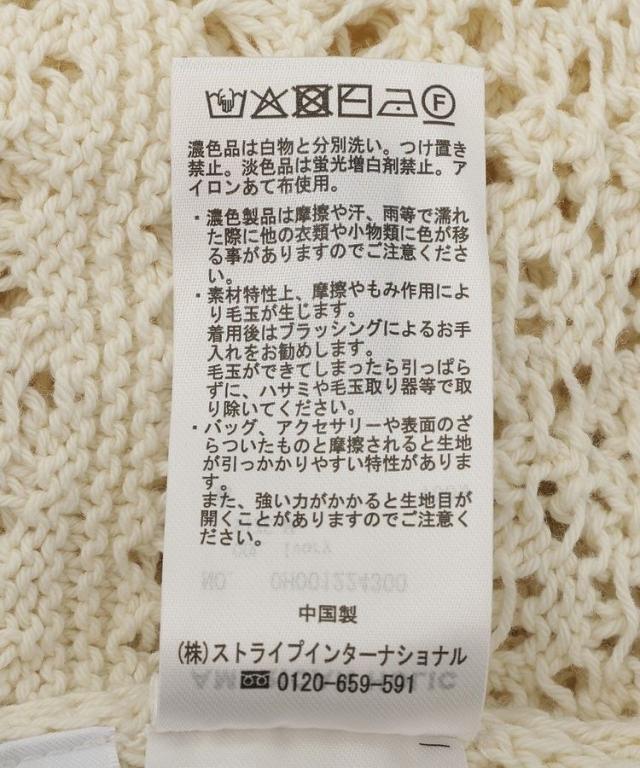 F
濃色品は白物と分別洗い。つけ置き
禁止。淡色品は蛍光増白剤禁止。ア
イロンあて布使用。
・濃色製品は摩擦や汗、雨等で濡れ
た際に他の衣類や小物類に色が移
る事がありますのでご注意くださ
い。
・素材特性上、摩擦やもみ作用によ
り毛玉が生じます。
着用後はブラッシングによるお手
入れをお勧めします。
毛玉ができてしまったら引っぱら
ずに、ハサミや毛玉取り器等で取
り除いてください。
・バッグ、アクセサリーや表面のざ
らついたものと摩擦されると生地
が引っかかりやすい特性がありま
す。
また、強い力がかかると生地目が
開くことがありますのでご注意く
ださい。
Ivory
NO. 0H001224300
中国製
(株)ストライプインターナショナル
0120-659-591